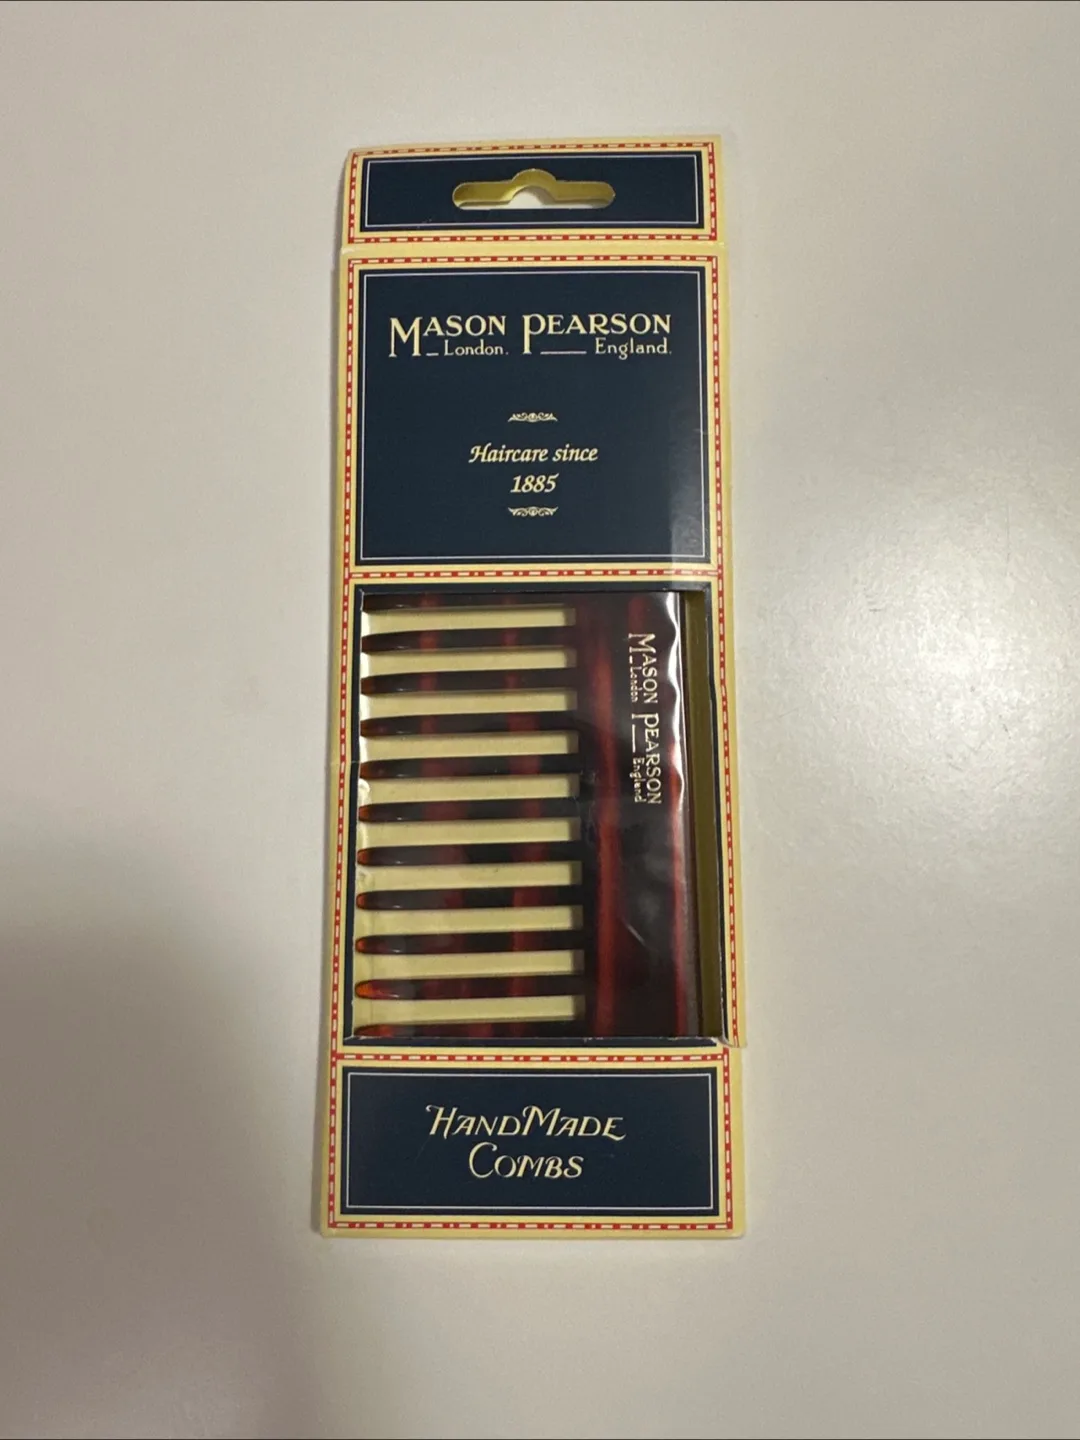 MASON PEARSON
London. England.
Haircare since
1885
MASON PEARSON
London England
HANDMADE
COMBS